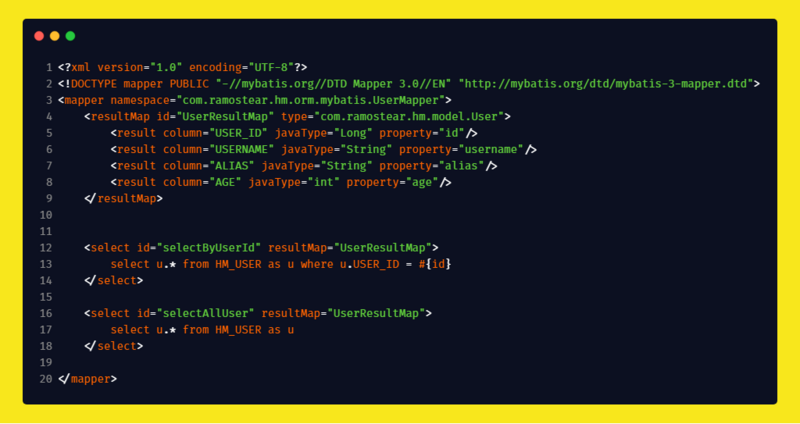 1 <?xml version="1.0" encoding="UTF-8"?>
2 <!DOCTYPE mapper PUBLIC "-//mybatis.org//DTD Mapper 3.0//EN" "http://mybatis.org/dtd/mybatis-3-mapper.dtd">
3 <mapper namespace="com.ramostear.hm.orm.mybatis.UserMapper">
4     <resultMap id="UserResultMap" type="com.ramostear.hm.model.User">
5         <result column="USER_ID" javaType="Long" property="id"/>
6         <result column="USERNAME" javaType="String" property="username"/>
7         <result column="ALIAS" javaType="String" property="alias"/>
8         <result column="AGE" javaType="int" property="age"/>
9     </resultMap>
10
11
12     <select id="selectByUserId" resultMap="UserResultMap">
13         select u.* from HM_USER as u where u.USER_ID = #{id}
14     </select>
15
16     <select id="selectAllUser" resultMap="UserResultMap">
17         select u.* from HM_USER as u
18     </select>
19
20 </mapper>